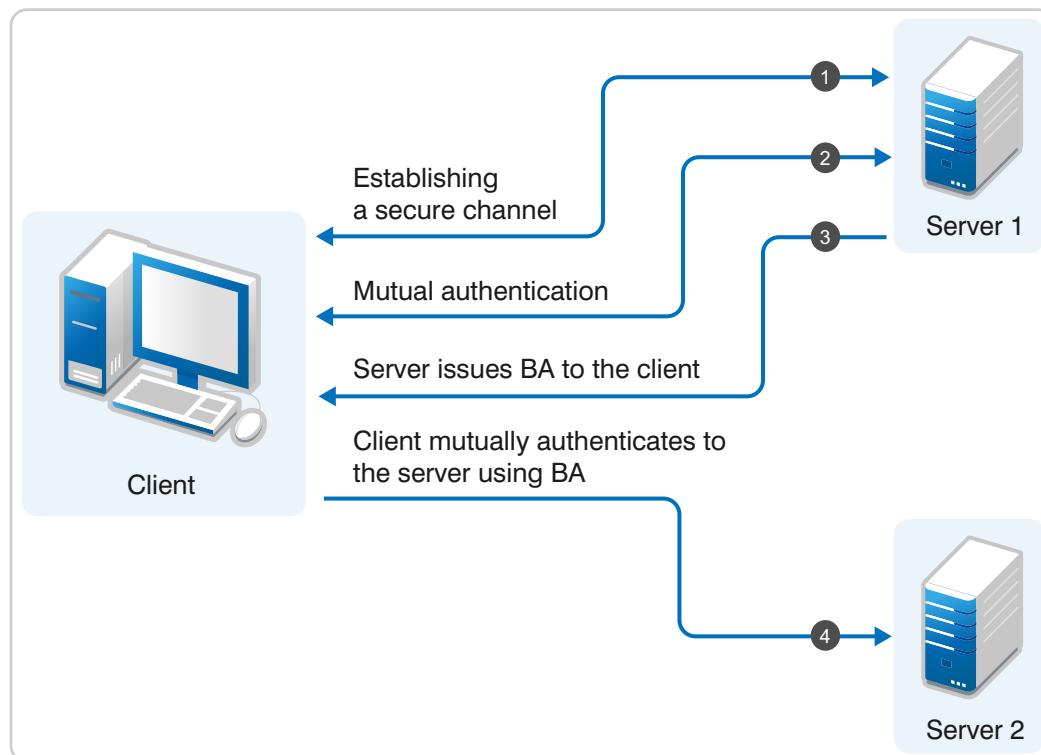 1
2
Establishing
a secure channel
Server 1
3
Mutual authentication
Server issues BA to the client
Client mutually authenticates to
the server using BA
Client
4
Server 2